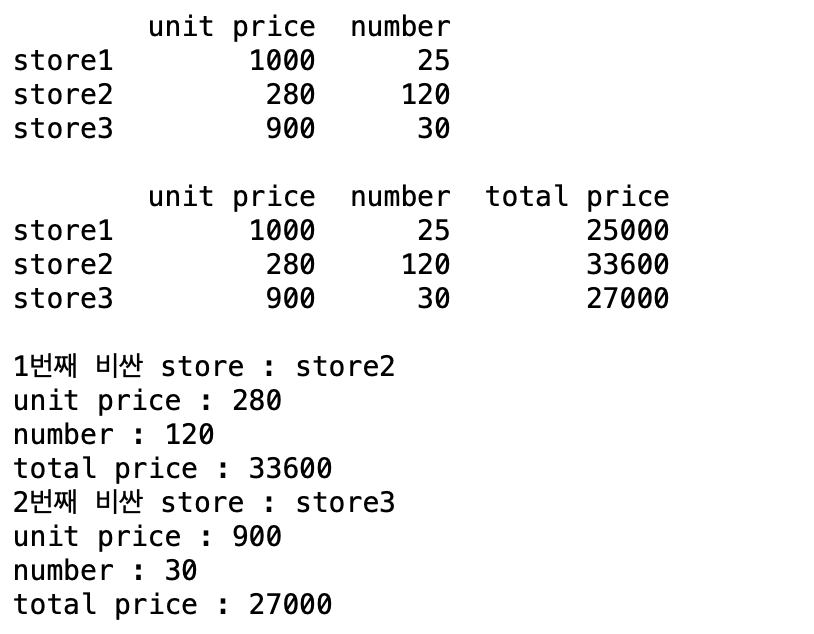 unit price number
store1 1000 25
store2 280 120
store3 900 30
unit price number total price
store1 1000 25 25000
store2 280 120 33600
store3 900 30 27000
1번째 비싼 store : store2
unit price : 280
number : 120
total price : 33600
2번째 비싼 store : store3
unit price : 900
number : 30
total price : 27000